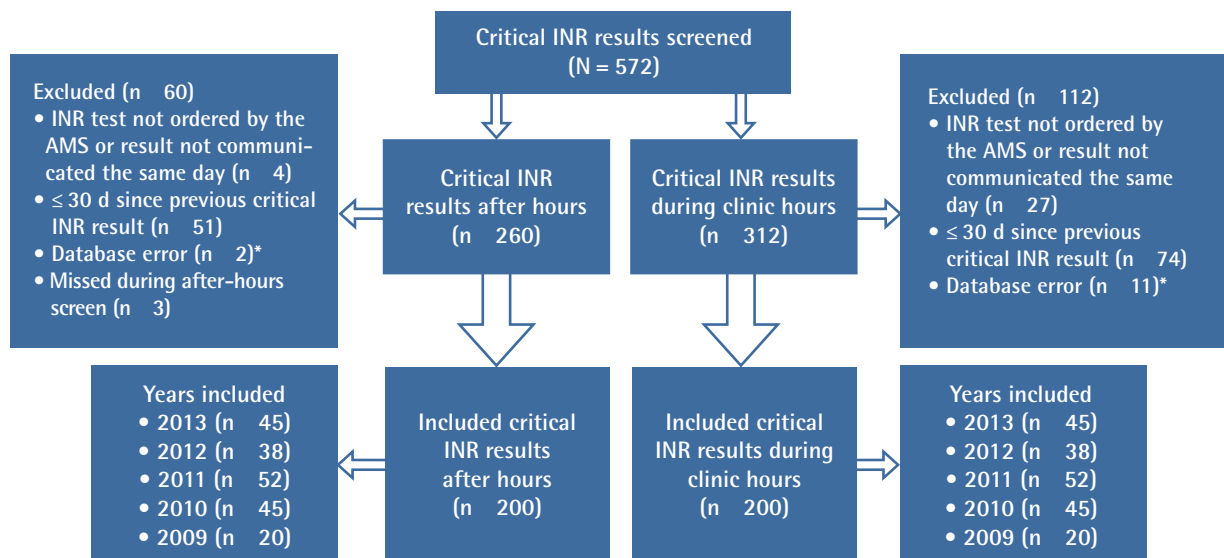 Critical INR results screened
(N = 572)
Excluded (n 60)
• INR test not ordered by the
AMS or result not communi-
cated the same day (n 4)
• ≤ 30 d since previous critical
INR result (n 51)
• Database error (n 2)*
• Missed during after-hours
screen (n 3)
Critical INR
results after hours
(n 260)
Critical INR results
during clinic hours
(n 312)
Excluded (n 112)
• INR test not ordered by
the AMS or result not
communicated the same
day (n 27)
• ≤ 30 d since previous
critical INR result (n 74)
• Database error (n 11)*
Years included
• 2013 (n 45)
• 2012 (n 38)
• 2011 (n 52)
• 2010 (n 45)
• 2009 (n 20)
Included critical
INR results
after hours
(n 200)
Included critical
INR results during
clinic hours
(n 200)
Years included
• 2013 (n 45)
• 2012 (n 38)
• 2011 (n 52)
• 2010 (n 45)
• 2009 (n 20)